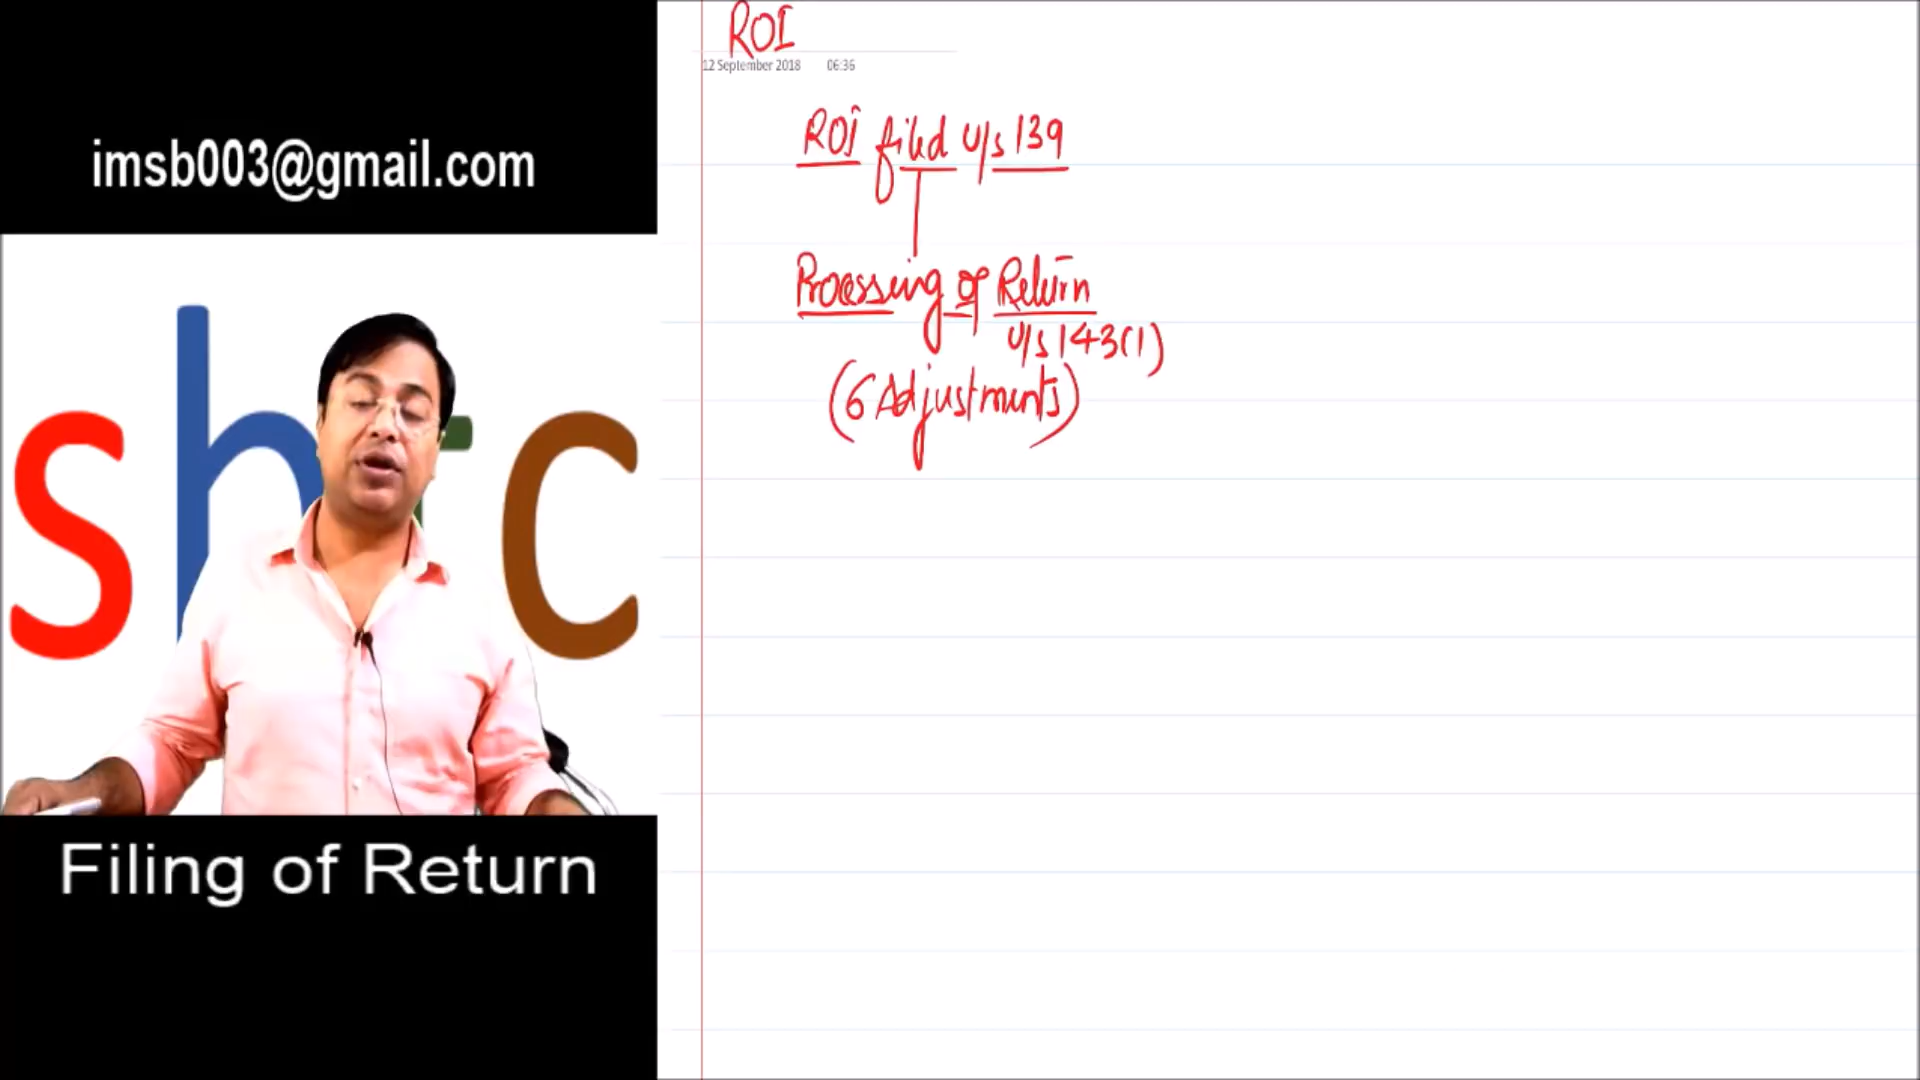 imsb003@gmail.com
shtc
Filing of Return
ROI
12 September 2018 06:36
ROI filed u/s 139
Processing of Return
u/s 143(1)
(6 Adjustments)